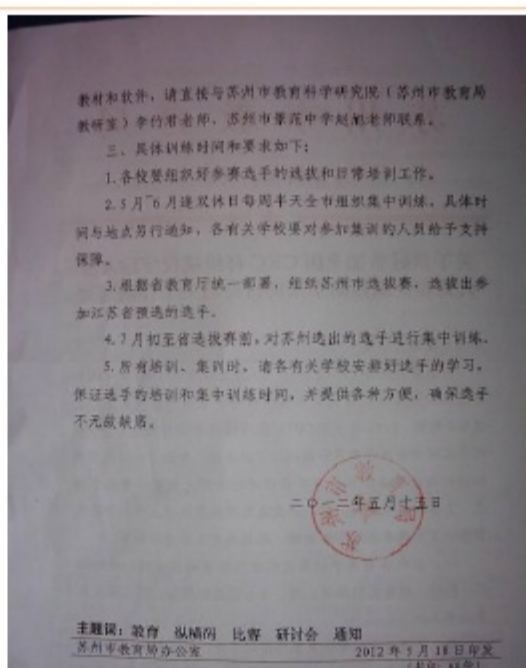 教材和软件，请直接与苏州市教育科学研究院（苏州市教育局
教研室）李竹君老师、苏州市景范中学赵旭老师联系。
三、具体训练时间和要求如下：
1.各校要组织好参赛选手的选拔和日常培训工作。
2.5月~6月逢双休日每周半天全市组织集中训练，具体时
间与地点另行通知，各有关学校要对参加集训的人员给予支持
保障。
3.根据省教育厅统一部署，组织苏州市选拔赛，选拔出参
加江苏省预选的选手。
4.7月初至省选拔赛前，对苏州选出的选手进行集中训练。
5.所有培训、集训时，请各有关学校安排好选手的学习，
保证选手的培训和集中训练时间，并提供各种方便，确保选手
不无故缺席。
二〇一二年五月十五日
主题词：教育 纵横码 比赛 研讨会 通知
苏州市教育局办公室 2012年5月18日印发